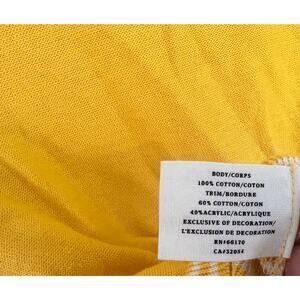 BODY/CORPS
100% COTTON/COTON
TRIM/BORDURE
60% COTTON/COTON
40%ACRYLIC/ACRYLIQUE
EXCLUSIVE OF DECORATION/
L'EXCLUSION DE DECORATION
RN#66170
CA#32054